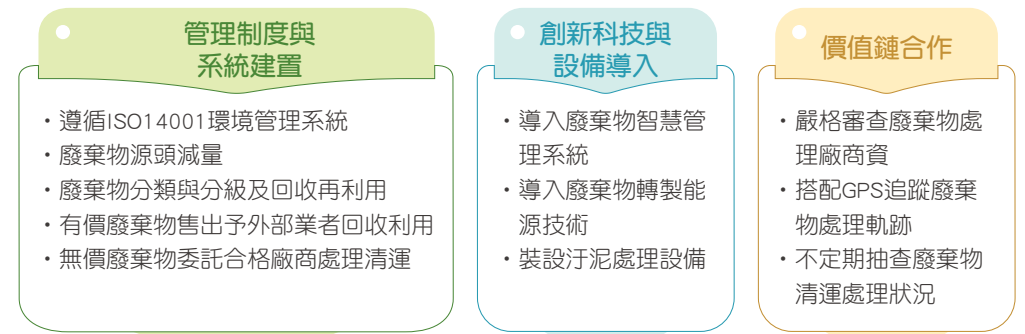 管理制度與
系統建置
・遵循ISO14001環境管理系統
・廢棄物源頭減量
・廢棄物分類與分級及回收再利用
・有價廢棄物售出予外部業者回收利用
・無價廢棄物委託合格廠商處理清運
創新科技與
設備導入
・導入廢棄物智慧管
理系統
・導入廢棄物轉製能
源技術
・裝設汙泥處理設備
價值鏈合作
・嚴格審查廢棄物處
理廠商資
・搭配GPS追蹤廢棄
物處理軌跡
・不定期抽查廢棄物
清運處理狀況